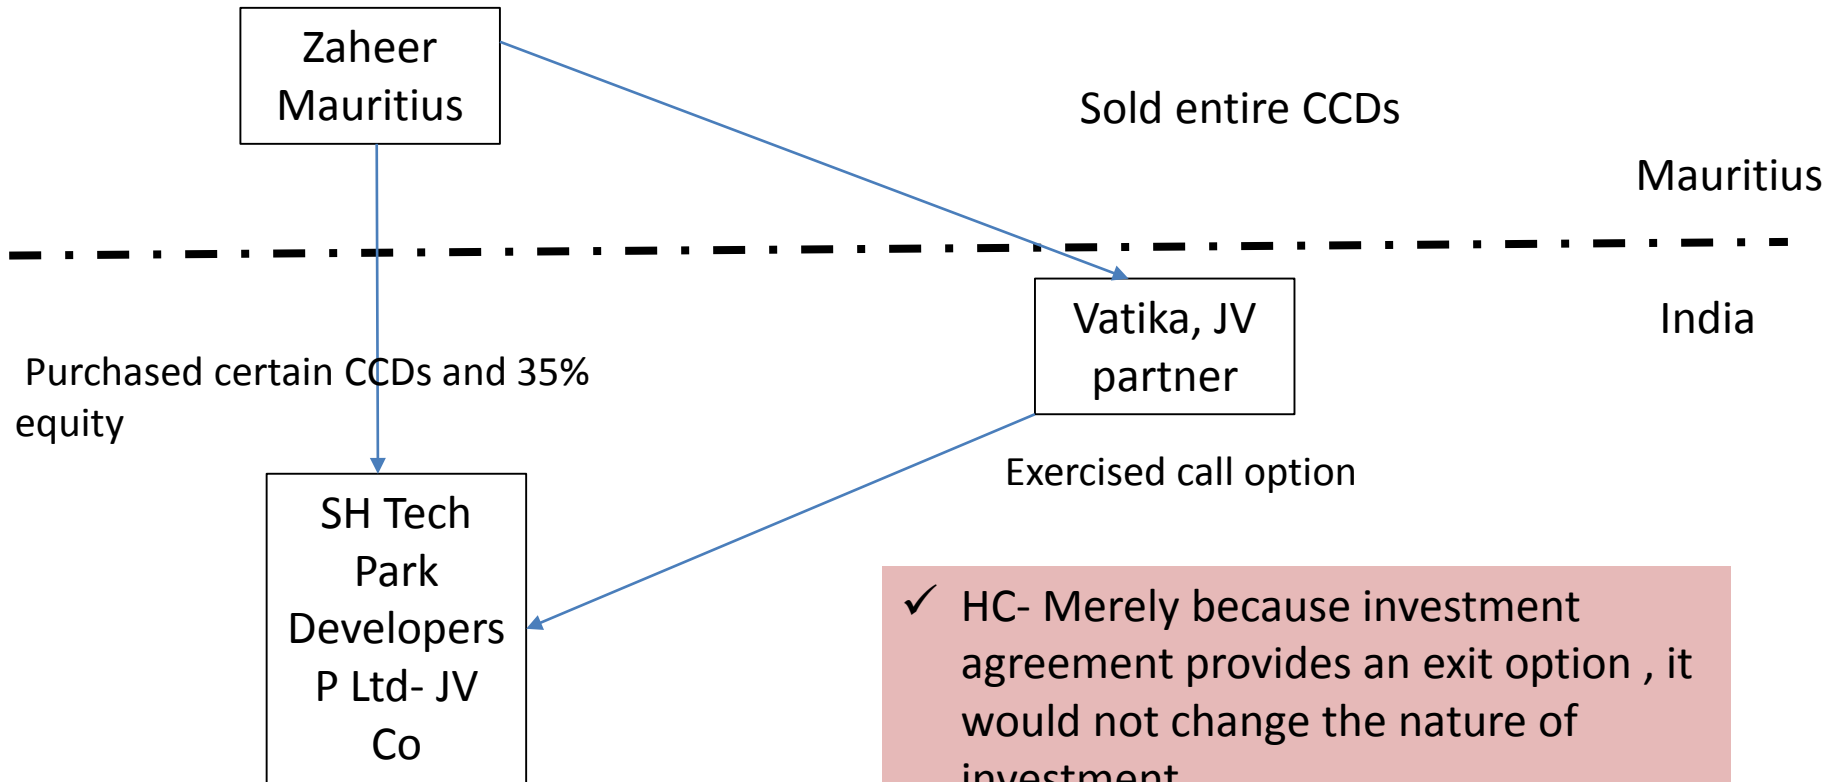 Zaheer
Mauritius
Sold entire CCDs
Mauritius
Vatika, JV
partner
India
Purchased certain CCDs and 35%
equity
Exercised call option
SH Tech
Park
Developers
P Ltd- JV
Co
✓ HC- Merely because investment
agreement provides an exit option , it
would not change the nature of
investment